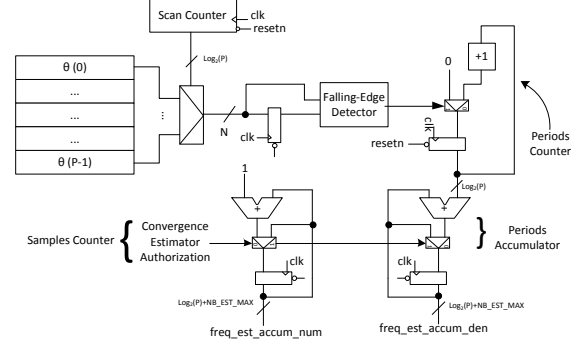 Scan Counter
clk
resetn
Log₂(P)
θ (0)
...
...
...
θ (P-1)
...
N
clk
Falling-Edge
Detector
0
+1
clk
resetn
Periods
Counter
Log₂(P)
1
+
+
Samples Counter
{
Convergence
Estimator
Authorization
}
Periods
Accumulator
clk
clk
Log₂(P)+NB_EST_MAX
Log₂(P)+NB_EST_MAX
freq_est_accum_num
freq_est_accum_den